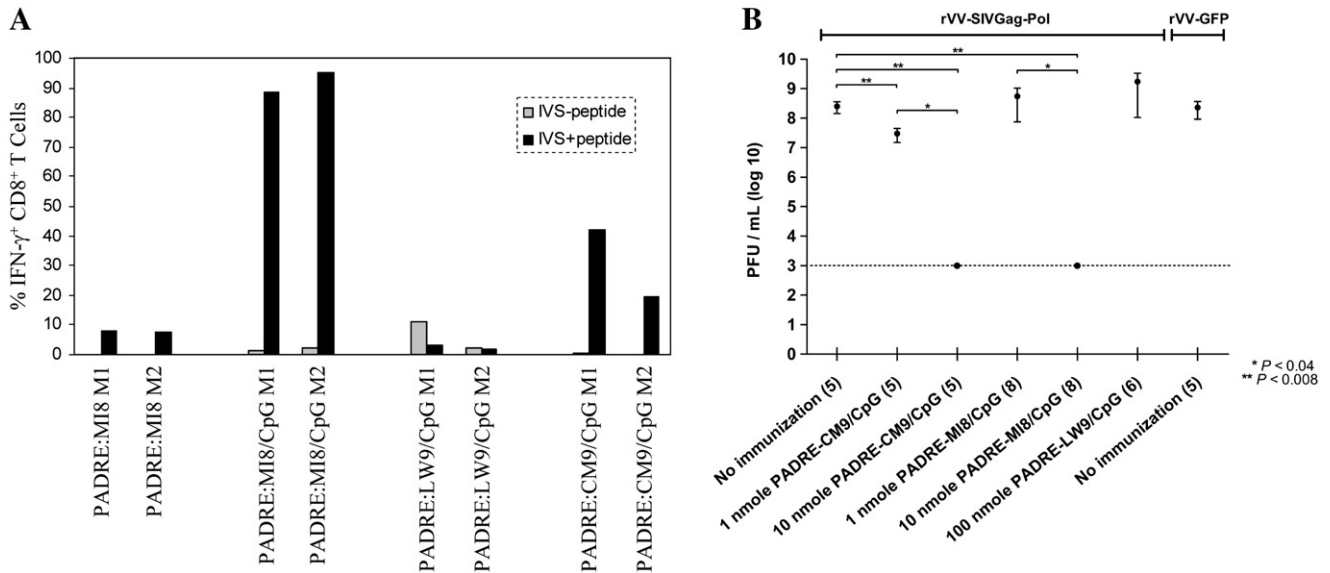 A
% IFN-γ⁺ CD8⁺ T Cells
100
90
80
70
60
50
40
30
20
10
0
IVS-peptide
IVS+peptide
PADRE:MI8 M1
PADRE:MI8 M2
PADRE:MI8/CpG M1
PADRE:MI8/CpG M2
PADRE:LW9/CpG M1
PADRE:LW9/CpG M2
PADRE:CM9/CpG M1
PADRE:CM9/CpG M2
B
rVV-SIVGag-Pol
rVV-GFP
PFU / mL (log 10)
10
9
8
7
6
5
4
3
2
1
0
**
**
**
*
*
No immunization (5)
1 nmole PADRE-CM9/CpG (5)
10 nmole PADRE-CM9/CpG (5)
1 nmole PADRE-MI8/CpG (8)
10 nmole PADRE-MI8/CpG (8)
100 nmole PADRE-LW9/CpG (6)
No immunization (5)
* P < 0.04
** P < 0.008